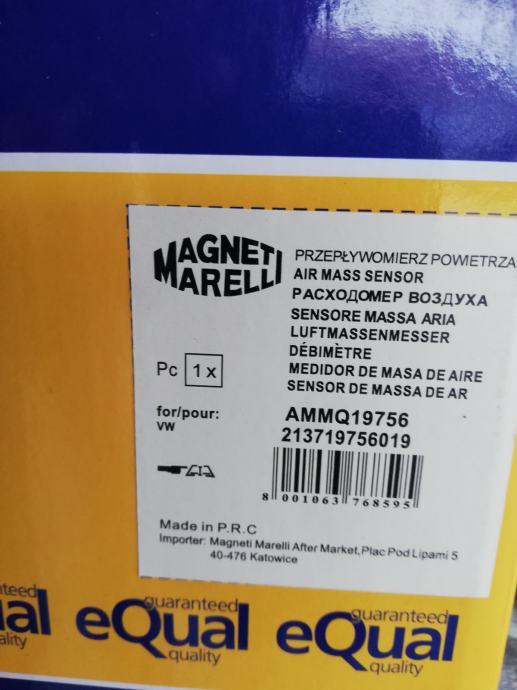 MAGNETI
MARELLI
PRZEPŁYWOMIERZ POWIETRZA
AIR MASS SENSOR
РАСХОДОМЕР ВОЗДУХА
SENSORE MASSA ARIA
LUFTMASSENMESSER
DÉBIMÈTRE
MEDIDOR DE MASA DE AIRE
SENSOR DE MASSA DE AR
Pc 1 x
for/pour:
VW
AMMQ19756
213719756019
8 001063 768595
Made in P.R.C
Importer: Magneti Marelli After Market,Plac Pod Lipami 5
40-476 Katowice
guaranteed
eQual
quality
guaranteed
eQual
quality